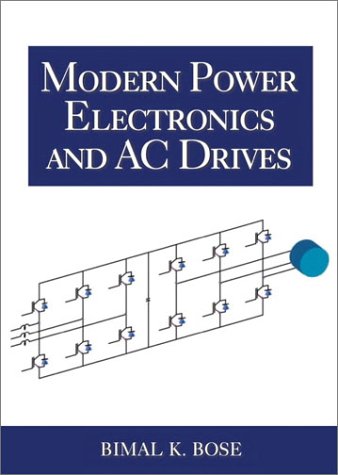 MODERN POWER
ELECTRONICS
AND AC DRIVES
BIMAL K. BOSE